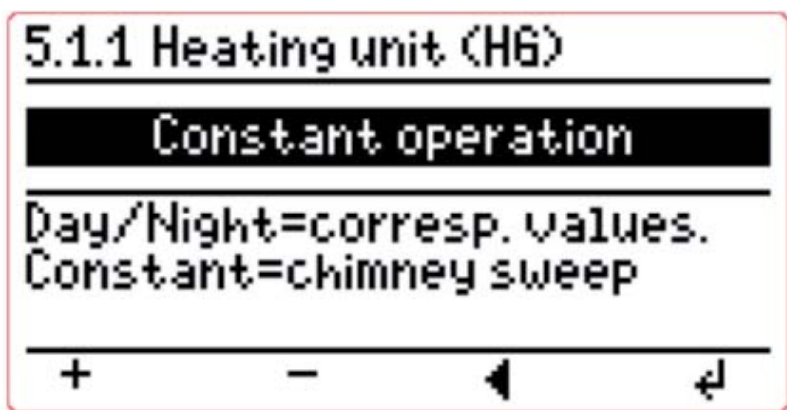 5.1.1 Heating unit (HG)
Constant operation
Day/Night=corresp. values.
Constant=chimney sweep
+ - ◀ ↲